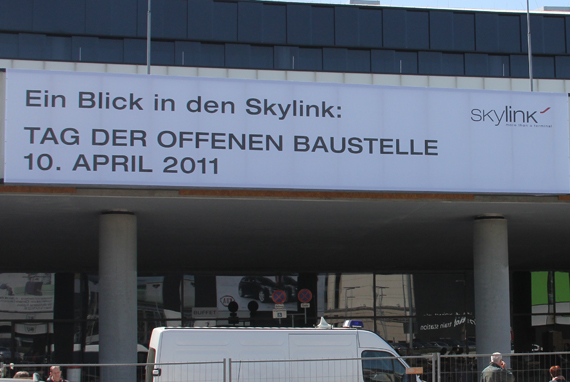 Ein Blick in den Skylink:
skylink
TAG DER OFFENEN BAUSTELLE
10. APRIL 2011